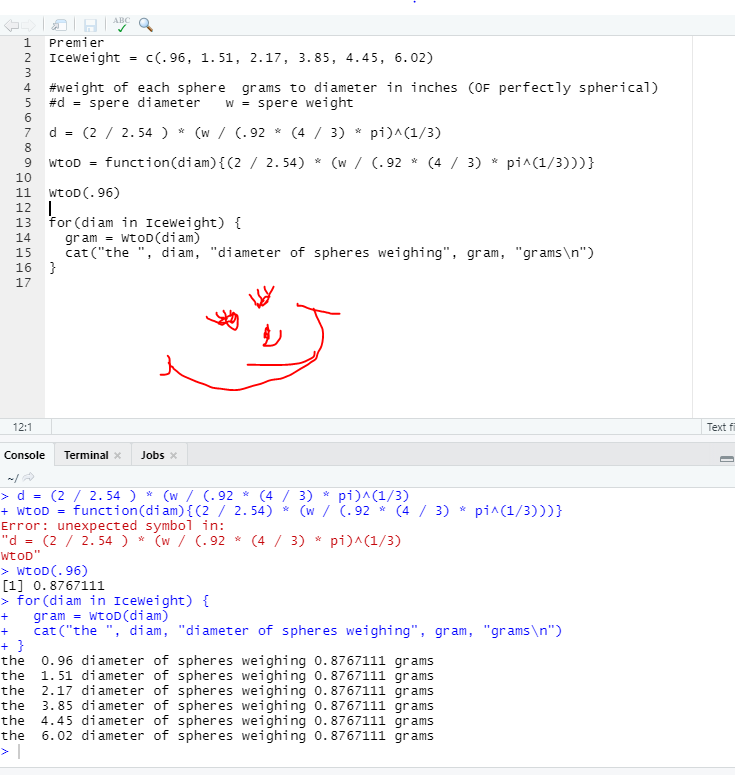 ABC
1 Premier
2 IceWeight = c(.96, 1.51, 2.17, 3.85, 4.45, 6.02)
3
4 #weight of each sphere  grams to diameter in inches (OF perfectly spherical)
5 #d = spere diameter   w = spere weight
6
7 d = (2 / 2.54 ) * (w / (.92 * (4 / 3) * pi)^(1/3)
8
9 WtoD = function(diam){(2 / 2.54) * (w / (.92 * (4 / 3) * pi^(1/3)))}
10
11 WtoD(.96)
12
13 for(diam in IceWeight) {
14   gram = WtoD(diam)
15   cat("the ", diam, "diameter of spheres weighing", gram, "grams\n")
16 }
17
12:1 Text fi
Console Terminal × Jobs ×
~/
> d = (2 / 2.54 ) * (w / (.92 * (4 / 3) * pi)^(1/3)
+ WtoD = function(diam){(2 / 2.54) * (w / (.92 * (4 / 3) * pi^(1/3)))}
Error: unexpected symbol in:
"d = (2 / 2.54 ) * (w / (.92 * (4 / 3) * pi)^(1/3)
WtoD"
> WtoD(.96)
[1] 0.8767111
> for(diam in IceWeight) {
+   gram = WtoD(diam)
+   cat("the ", diam, "diameter of spheres weighing", gram, "grams\n")
+ }
the  0.96 diameter of spheres weighing 0.8767111 grams
the  1.51 diameter of spheres weighing 0.8767111 grams
the  2.17 diameter of spheres weighing 0.8767111 grams
the  3.85 diameter of spheres weighing 0.8767111 grams
the  4.45 diameter of spheres weighing 0.8767111 grams
the  6.02 diameter of spheres weighing 0.8767111 grams
>